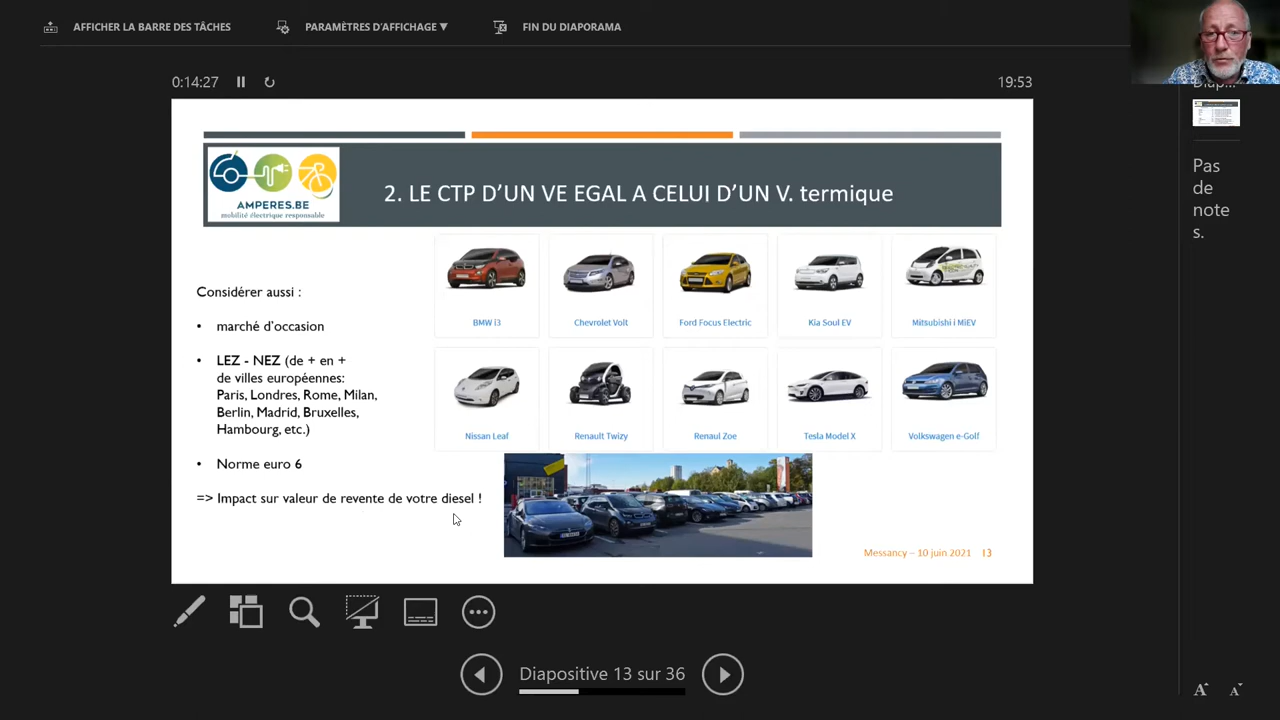 AFFICHER LA BARRE DES TÂCHES
PARAMÈTRES D'AFFICHAGE ▼
FIN DU DIAPORAMA
0:14:27
19:53
Diap...
AMPERES.BE
mobilité électrique responsable
2. LE CTP D'UN VE EGAL A CELUI D'UN V. termique
Considérer aussi :
• marché d'occasion
• LEZ - NEZ (de + en +
de villes européennes:
Paris, Londres, Rome, Milan,
Berlin, Madrid, Bruxelles,
Hambourg, etc.)
• Norme euro 6
=> Impact sur valeur de revente de votre diesel !
BMW i3
Chevrolet Volt
Ford Focus Electric
Kia Soul EV
Mitsubishi i MiEV
Nissan Leaf
Renault Twizy
Renaul Zoe
Tesla Model X
Volkswagen e-Golf
Messancy – 10 juin 2021 13
Pas
de
note
s.
Diapositive 13 sur 36
A A